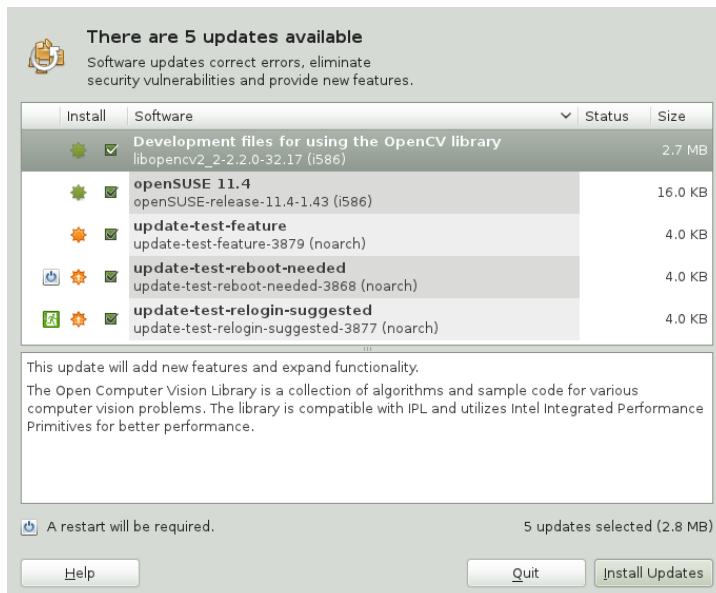 There are 5 updates available
Software updates correct errors, eliminate
security vulnerabilities and provide new features.
Install Software Status Size
Development files for using the OpenCV library
libopencv2_2-2.2.0-32.17 (i586)
2.7 MB
openSUSE 11.4
openSUSE-release-11.4-1.43 (i586)
16.0 KB
update-test-feature
update-test-feature-3879 (noarch)
4.0 KB
update-test-reboot-needed
update-test-reboot-needed-3868 (noarch)
4.0 KB
update-test-relogin-suggested
update-test-relogin-suggested-3877 (noarch)
4.0 KB
This update will add new features and expand functionality.
The Open Computer Vision Library is a collection of algorithms and sample code for various
computer vision problems. The library is compatible with IPL and utilizes Intel Integrated Performance
Primitives for better performance.
A restart will be required. 5 updates selected (2.8 MB)
Help Quit Install Updates